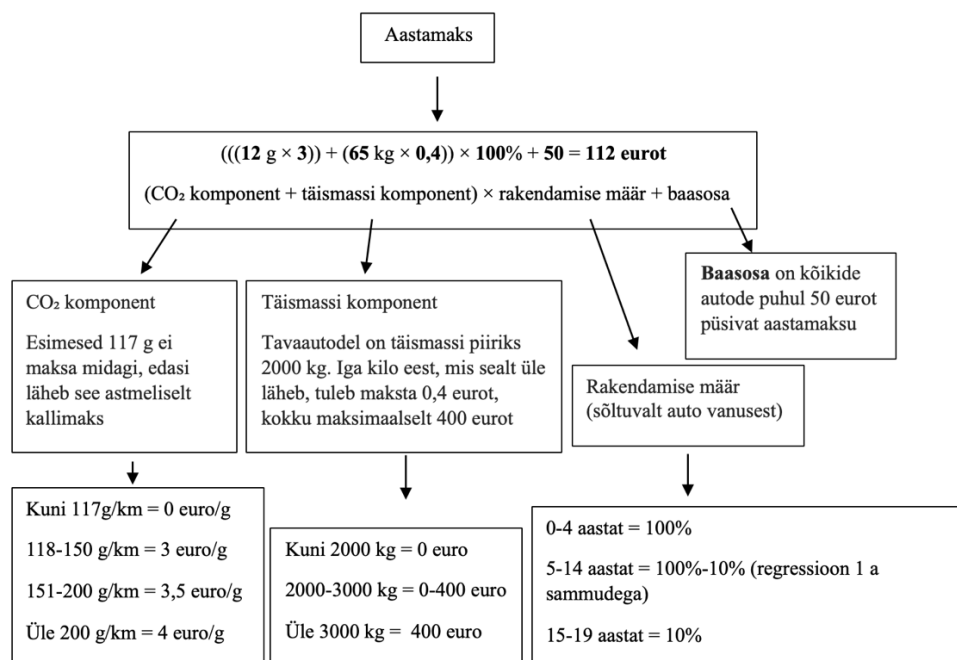 Aastamaks
(((12 g × 3)) + (65 kg × 0,4)) × 100% + 50 = 112 eurot
(CO₂ komponent + täismassi komponent) × rakendamise määr + baasosa
CO₂ komponent
Esimesed 117 g ei
maksa midagi, edasi
läheb see astmeliselt
kallimaks
Täismassi komponent
Tavaautodel on täismassi piiriks
2000 kg. Iga kilo eest, mis sealt üle
läheb, tuleb maksta 0,4 eurot,
kokku maksimaalselt 400 eurot
Rakendamise määr
(sõltuvalt auto vanusest)
Baasosa on kõikide
autode puhul 50 eurot
püsivat aastamaksu
Kuni 117g/km = 0 euro/g
118-150 g/km = 3 euro/g
151-200 g/km = 3,5 euro/g
Üle 200 g/km = 4 euro/g
Kuni 2000 kg = 0 euro
2000-3000 kg = 0-400 euro
Üle 3000 kg = 400 euro
0-4 aastat = 100%
5-14 aastat = 100%-10% (regressioon 1 a
sammudega)
15-19 aastat = 10%